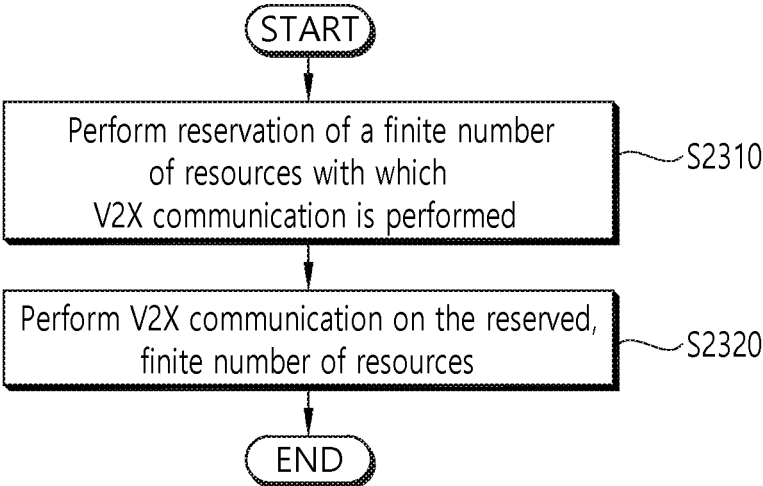 START
Perform reservation of a finite number
of resources with which
V2X communication is performed
S2310
Perform V2X communication on the reserved,
finite number of resources
S2320
END